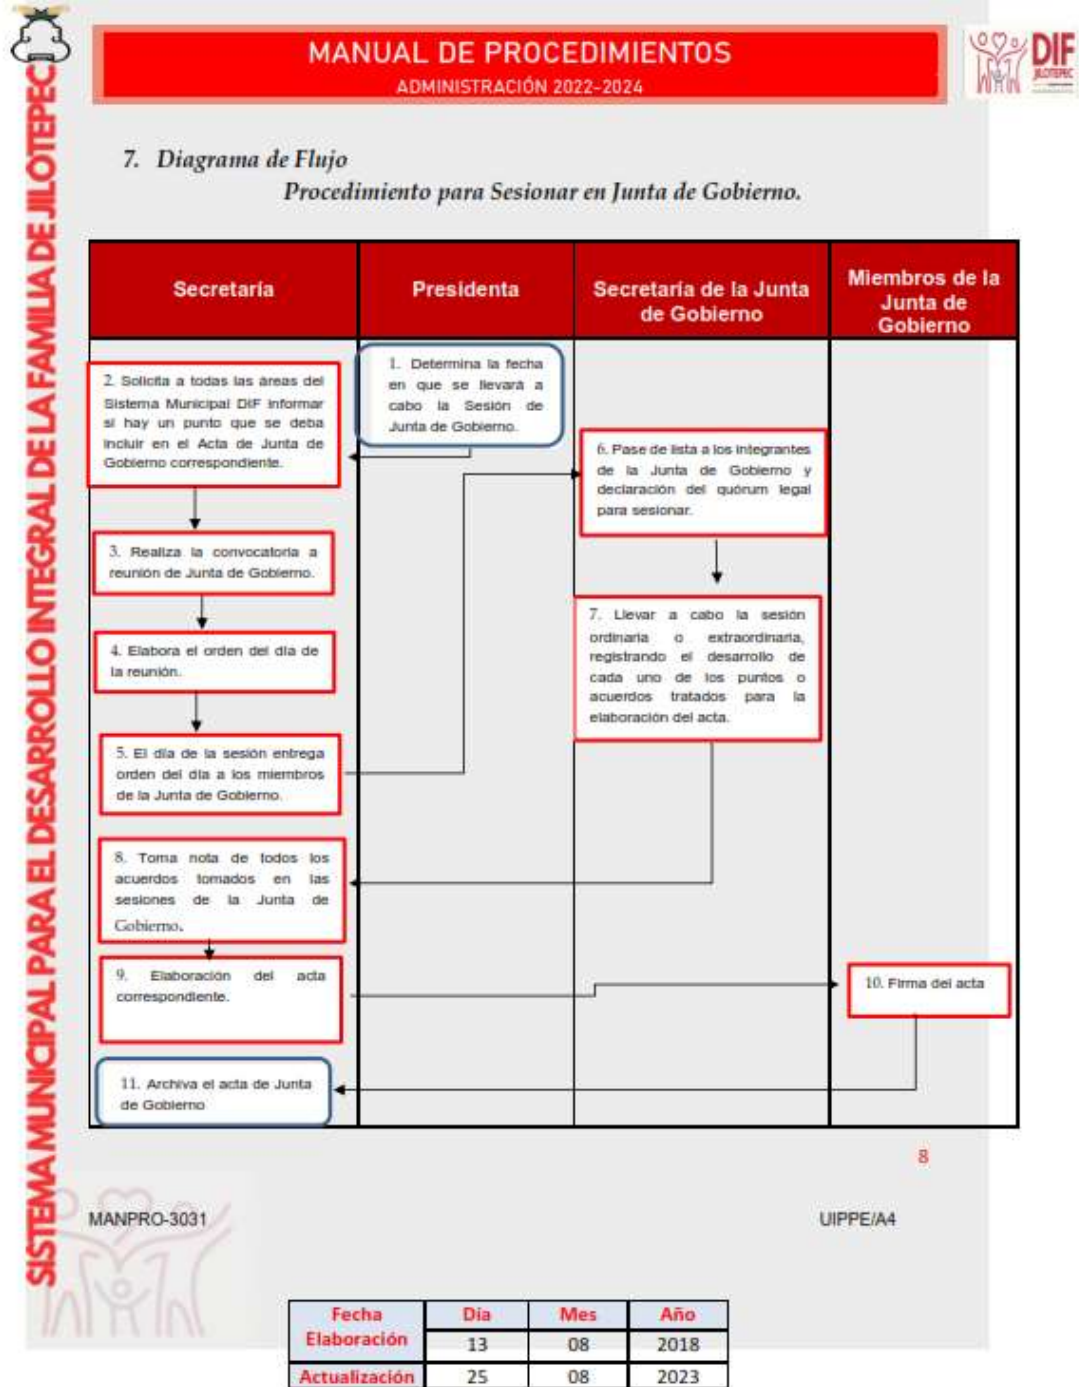 SISTEMA MUNICIPAL PARA EL DESARROLLO INTEGRAL DE LA FAMILIA DE JILOTEPEC
MANUAL DE PROCEDIMIENTOS
ADMINISTRACIÓN 2022-2024
DIF
JILOTEPEC
7. Diagrama de Flujo
Procedimiento para Sesionar en Junta de Gobierno.
Secretaría
Presidenta
Secretaría de la Junta
de Gobierno
Miembros de la
Junta de
Gobierno
1. Determina la fecha
en que se llevará a
cabo la Sesión de
Junta de Gobierno.
2. Solicita a todas las áreas del
Sistema Municipal DIF informar
si hay un punto que se deba
incluir en el Acta de Junta de
Gobierno correspondiente.
3. Realiza la convocatoria a
reunión de Junta de Gobierno.
4. Elabora el orden del día de
la reunión.
5. El día de la sesión entrega
orden del día a los miembros
de la Junta de Gobierno.
6. Pase de lista a los integrantes
de la Junta de Gobierno y
declaración del quórum legal
para sesionar.
7. Llevar a cabo la sesión
ordinaria o extraordinaria,
registrando el desarrollo de
cada uno de los puntos o
acuerdos tratados para la
elaboración del acta.
8. Toma nota de todos los
acuerdos tomados en las
sesiones de la Junta de
Gobierno.
9. Elaboración del acta
correspondiente.
10. Firma del acta
11. Archiva el acta de Junta
de Gobierno
8
MANPRO-3031
UIPPE/A4
Fecha Día Mes Año
Elaboración 13 08 2018
Actualización 25 08 2023